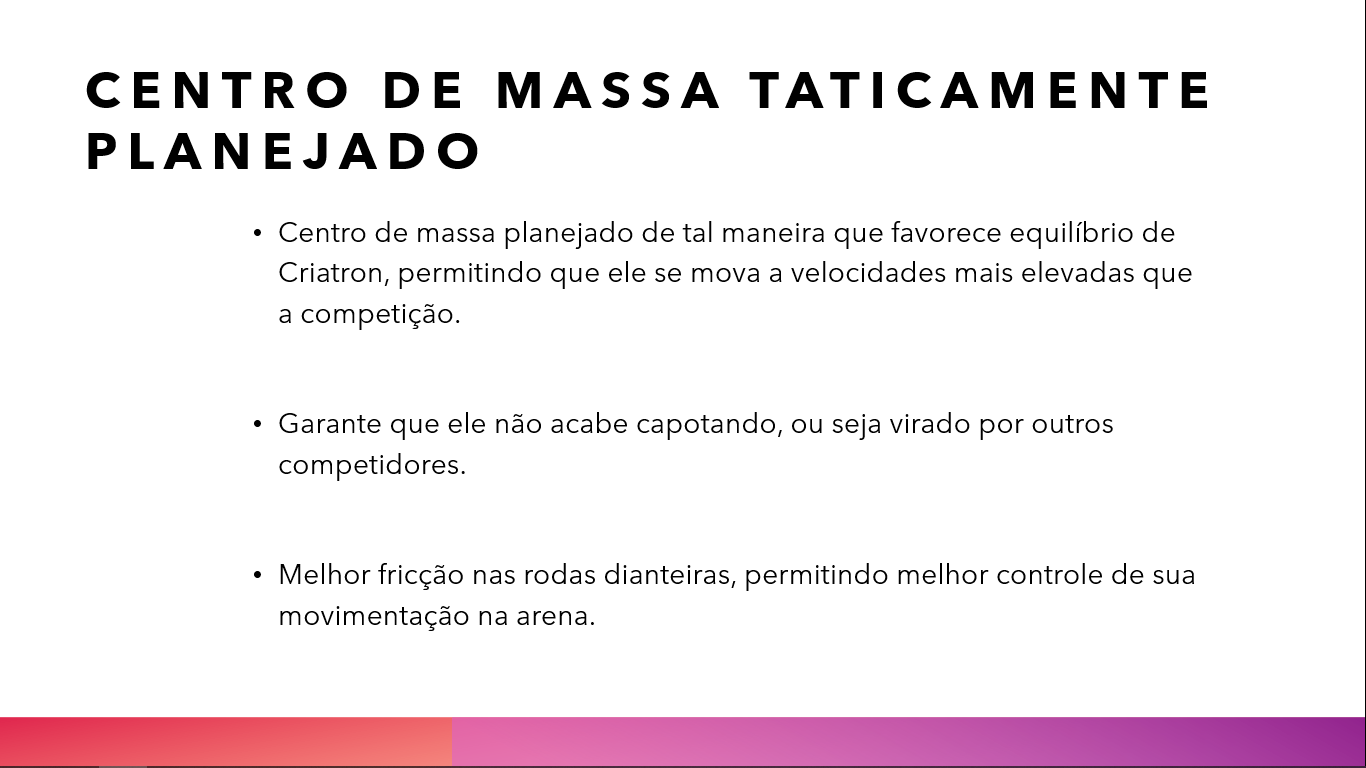 CENTRO DE MASSA TATICAMENTE
PLANEJADO
• Centro de massa planejado de tal maneira que favorece equilíbrio de
Criatron, permitindo que ele se mova a velocidades mais elevadas que
a competição.
• Garante que ele não acabe capotando, ou seja virado por outros
competidores.
• Melhor fricção nas rodas dianteiras, permitindo melhor controle de sua
movimentação na arena.